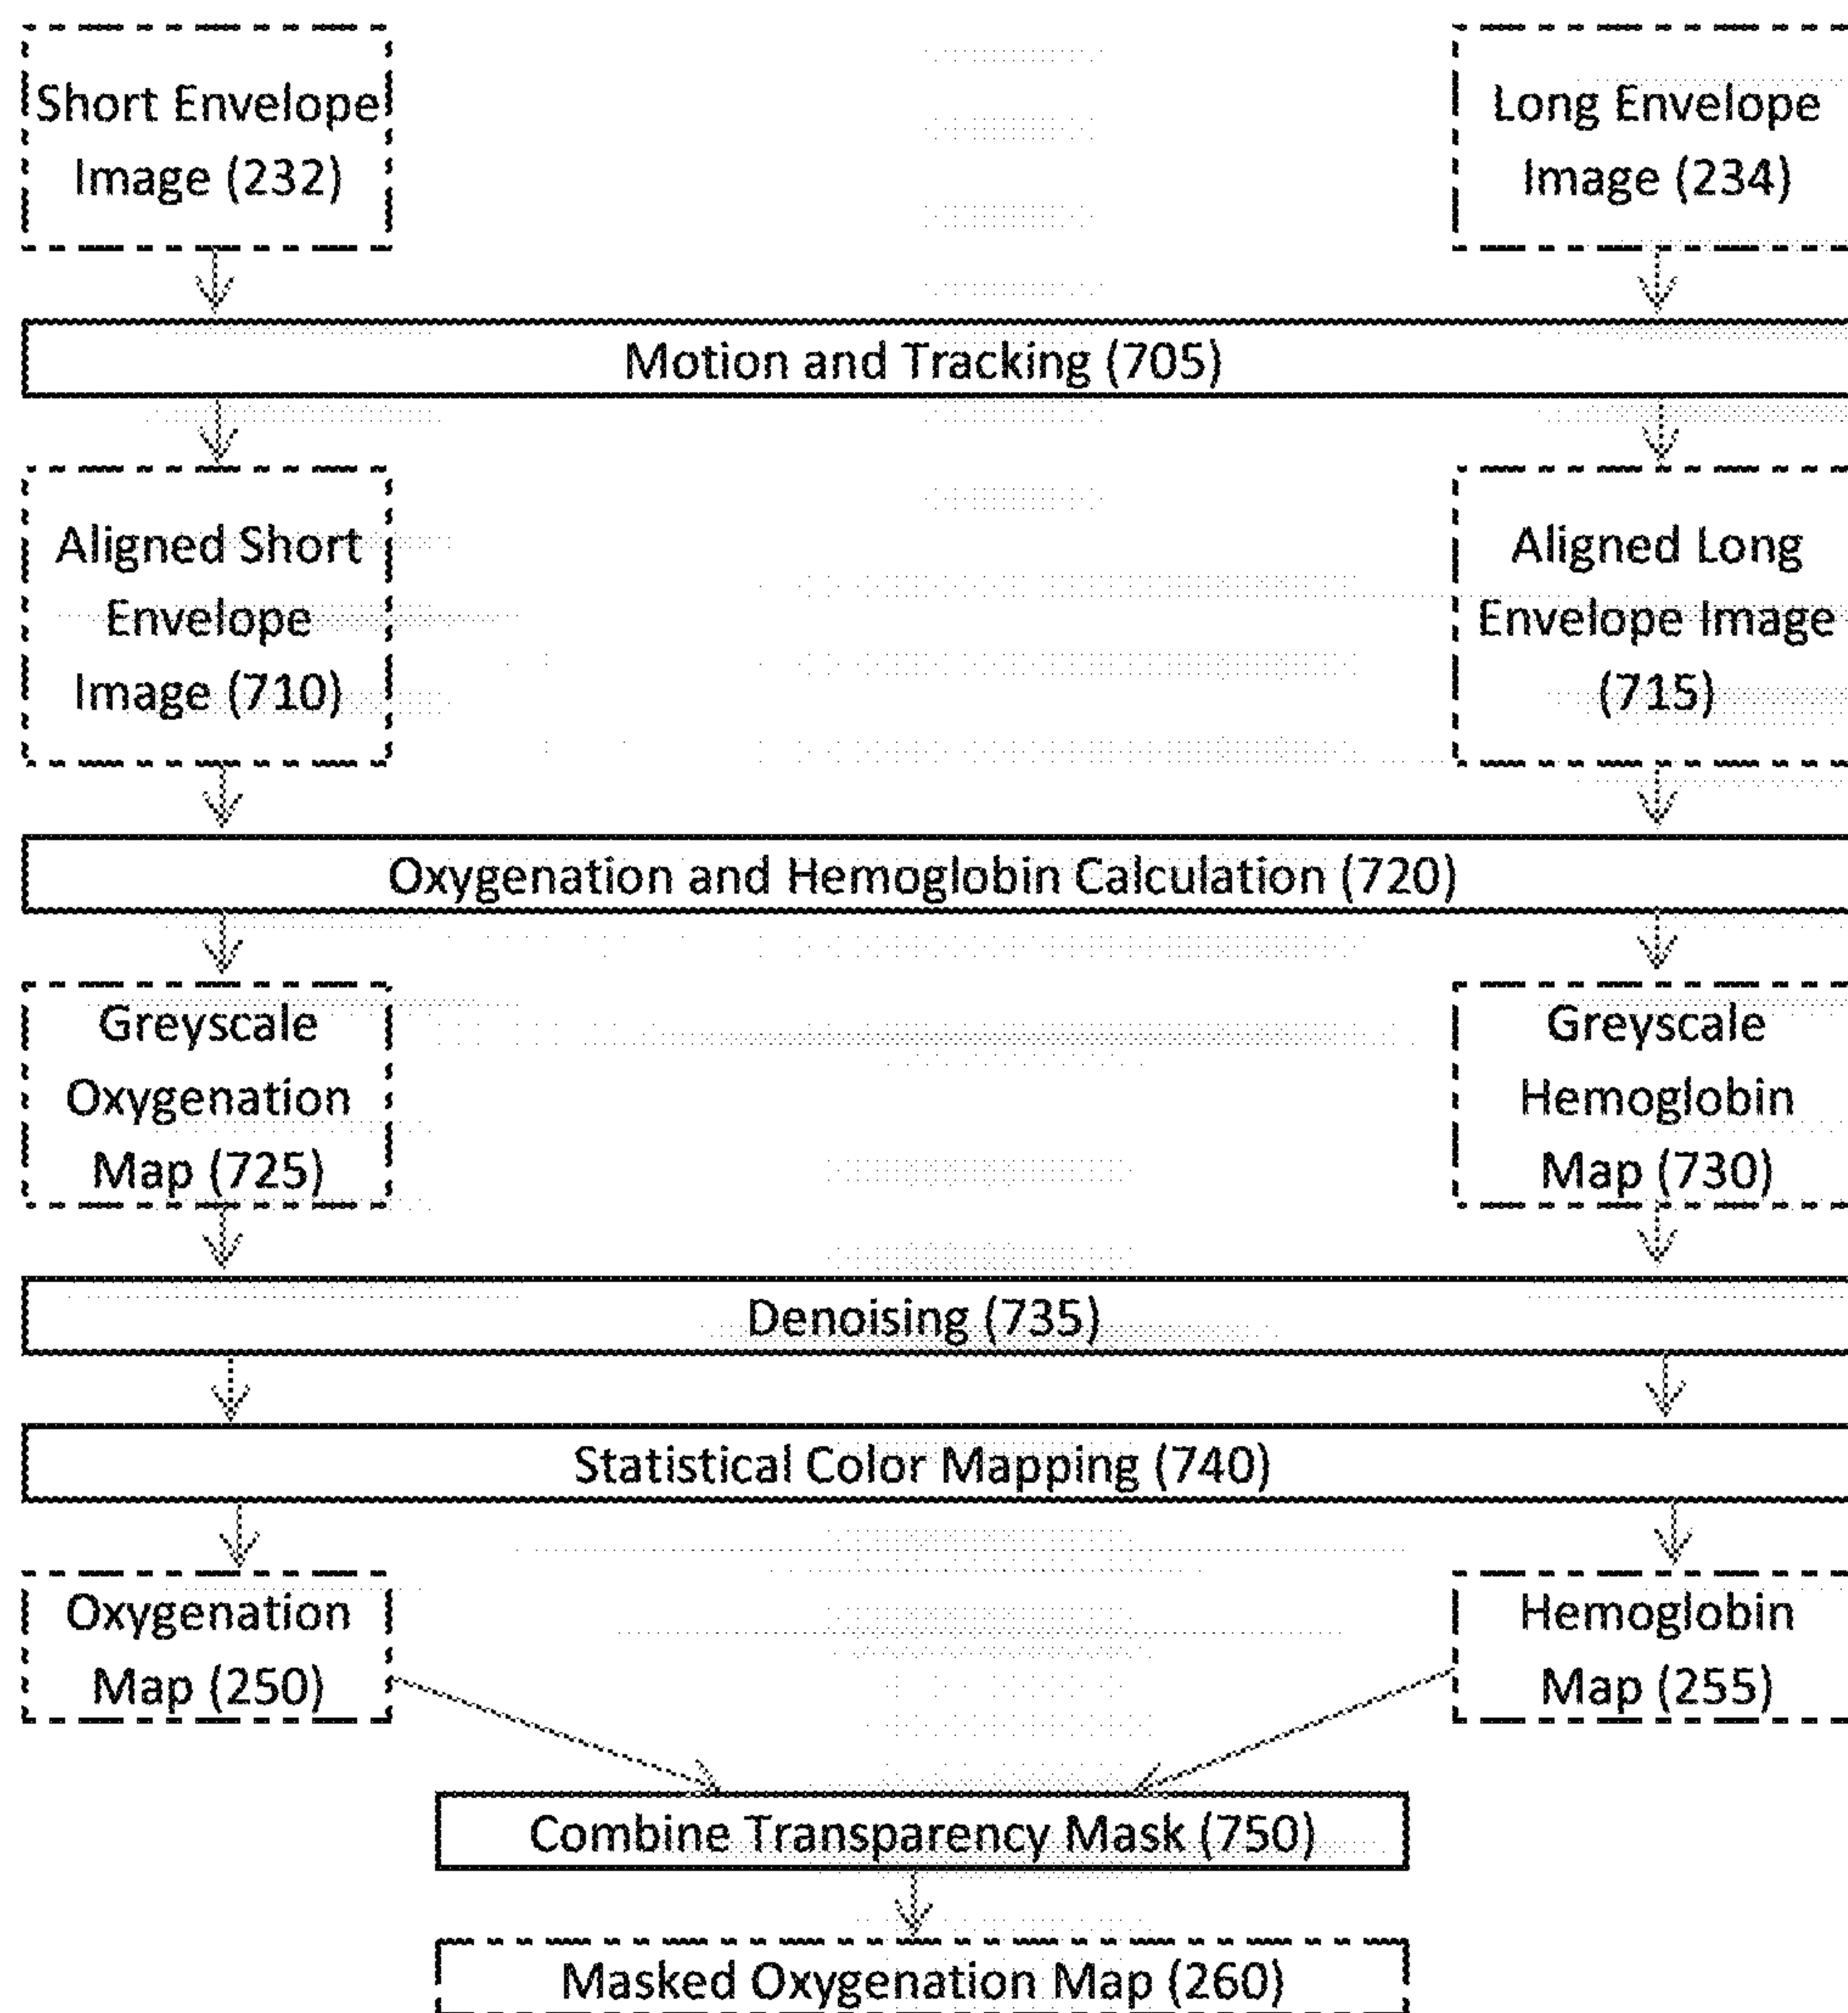 Short Envelope
Image (232)
Long Envelope
Image (234)
Motion and Tracking (705)
Aligned Short
Envelope
Image (710)
Aligned Long
Envelope Image
(715)
Oxygenation and Hemoglobin Calculation (720)
Greyscale
Oxygenation
Map (725)
Greyscale
Hemoglobin
Map (730)
Denoising (735)
Statistical Color Mapping (740)
Oxygenation
Map (250)
Hemoglobin
Map (255)
Combine Transparency Mask (750)
Masked Oxygenation Map (260)